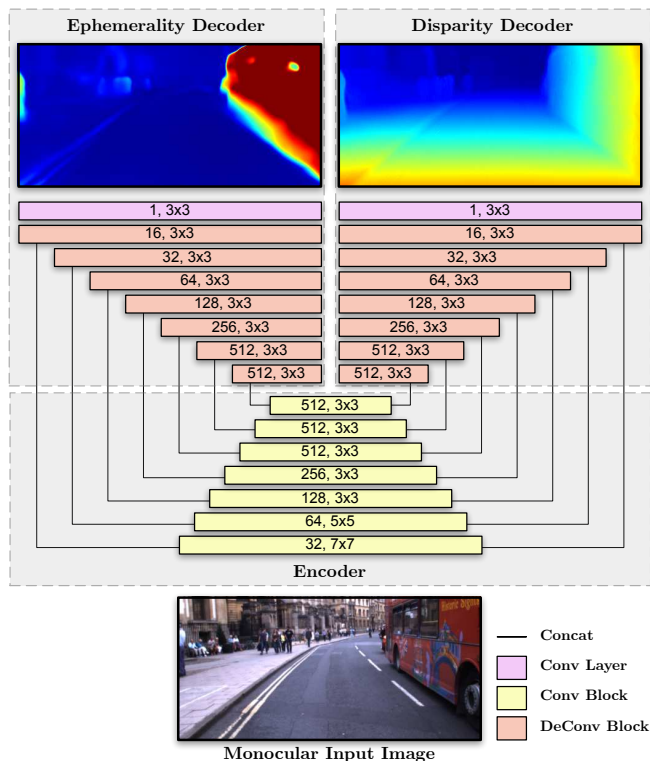 Ephemerality Decoder
Disparity Decoder
1, 3x3
1, 3x3
16, 3x3
16, 3x3
32, 3x3
32, 3x3
64, 3x3
64, 3x3
128, 3x3
128, 3x3
256, 3x3
256, 3x3
512, 3x3
512, 3x3
512, 3x3
512, 3x3
512, 3x3
512, 3x3
512, 3x3
256, 3x3
128, 3x3
64, 5x5
32, 7x7
Encoder
Concat
Conv Layer
Conv Block
DeConv Block
Monocular Input Image